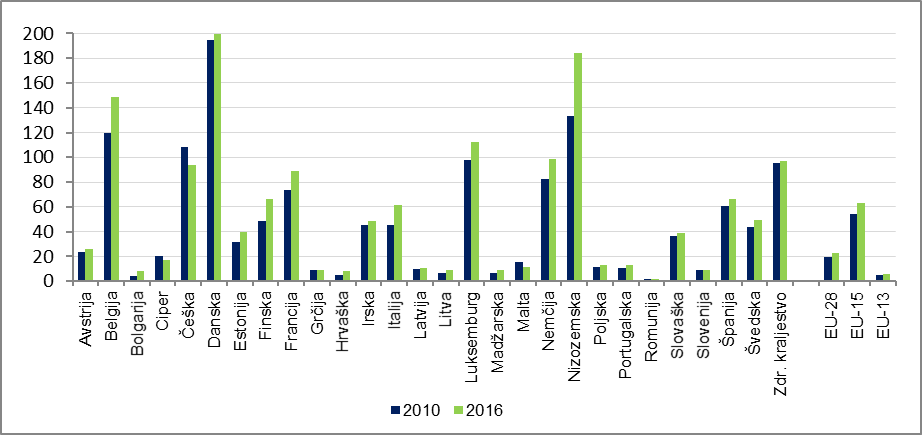 200
180
160
140
120
100
80
60
40
20
0
Avstrija
Belgija
Bolgarija
Ciper
Češka
Danska
Estonija
Finska
Francija
Grčija
Hrvaška
Irska
Italija
Latvija
Litva
Luksemburg
Madžarska
Malta
Nemčija
Nizozemska
Poljska
Portugalska
Romunija
Slovaška
Slovenija
Španija
Švedska
Zdr. kraljestvo
EU-28
EU-15
EU-13
2010 2016